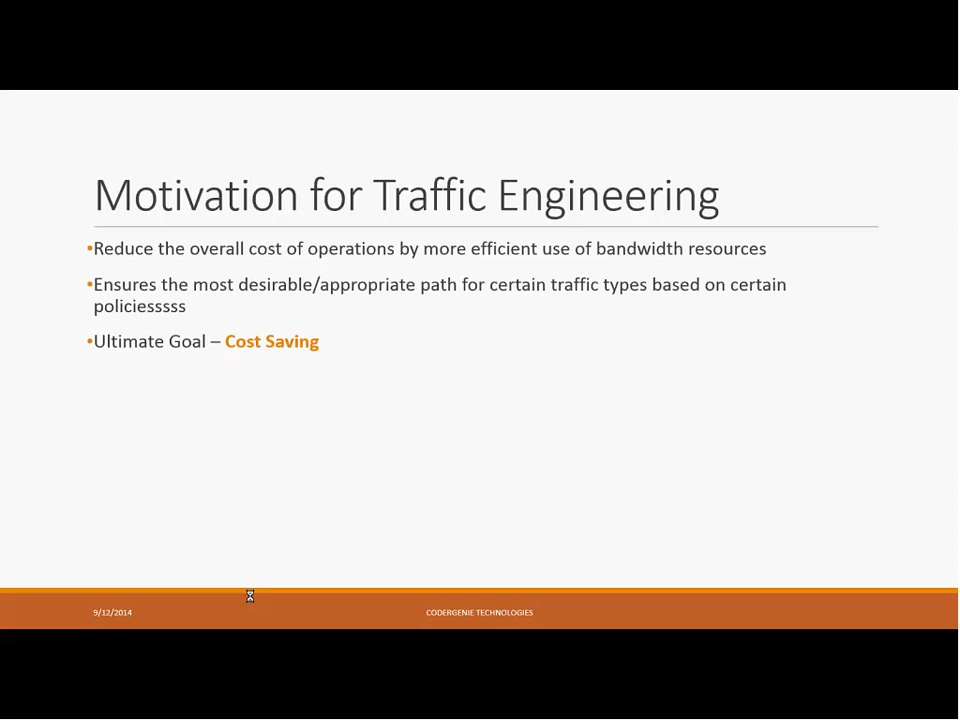 Motivation for Traffic Engineering
•Reduce the overall cost of operations by more efficient use of bandwidth resources
•Ensures the most desirable/appropriate path for certain traffic types based on certain
policiesssss
•Ultimate Goal – Cost Saving
9/12/2014
CODERGENIE TECHNOLOGIES